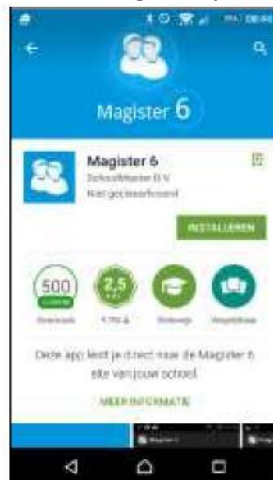 Magister 6
Magister 6
SchoolMaster B.V.
Niet geclassificeerd
INSTALLEREN
500
2,5
Downloads
Onderwijs
Vergelijkbaar
Deze app leidt je direct naar de Magister 6
site van jouw school.
MEER INFORMATIE